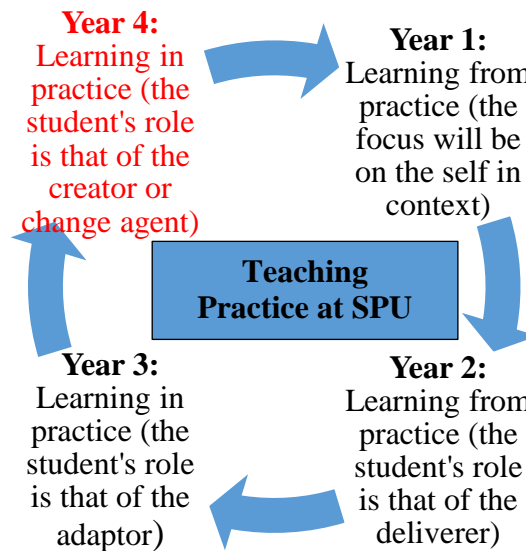 Year 4:
Learning in
practice (the
student's role
is that of the
creator or
change agent)
Year 1:
Learning from
practice (the
focus will be
on the self in
context)
Teaching
Practice at SPU
Year 3:
Learning in
practice (the
student's role
is that of the
adaptor)
Year 2:
Learning from
practice (the
student's role
is that of the
deliverer)